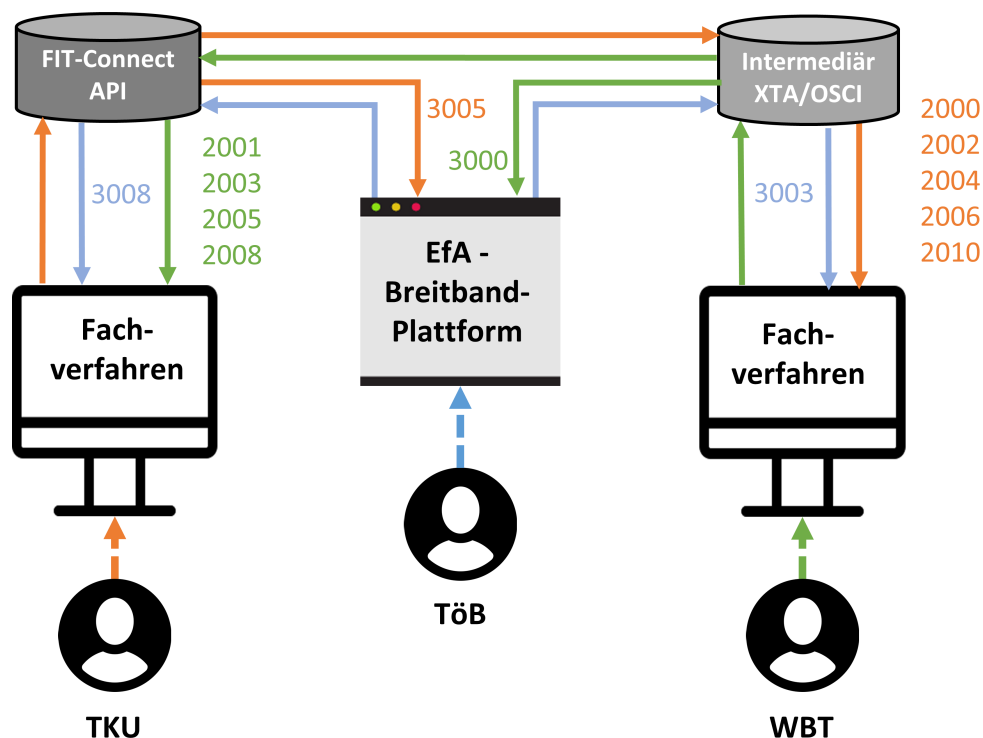 FIT-Connect
API
Intermediär
XTA/OSCI
3005
3000
2001
2003
2005
2008
3008
3003
2000
2002
2004
2006
2010
EfA -
Breitband-
Plattform
Fach-
verfahren
Fach-
verfahren
TöB
TKU
WBT